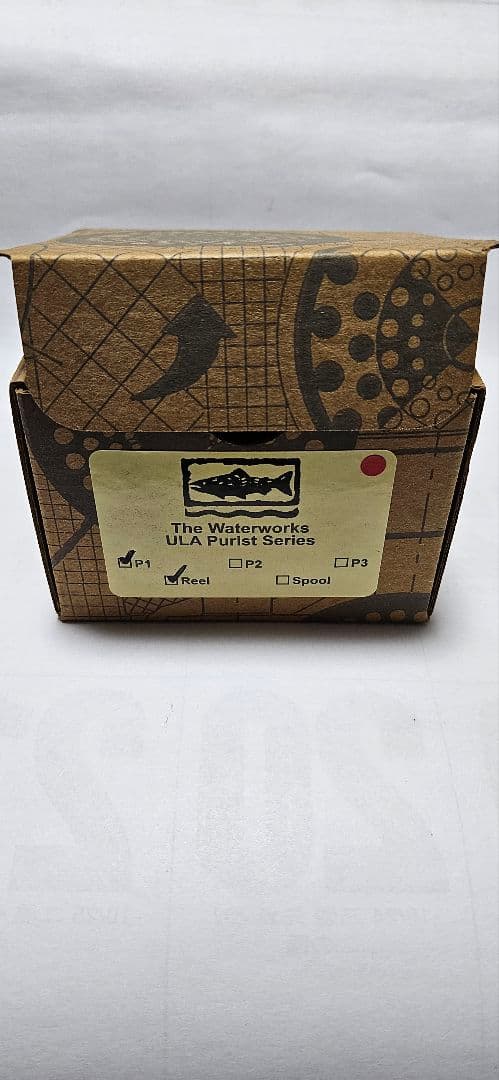 The Waterworks
ULA Purist Series
P1 P2 P3
Reel Spool